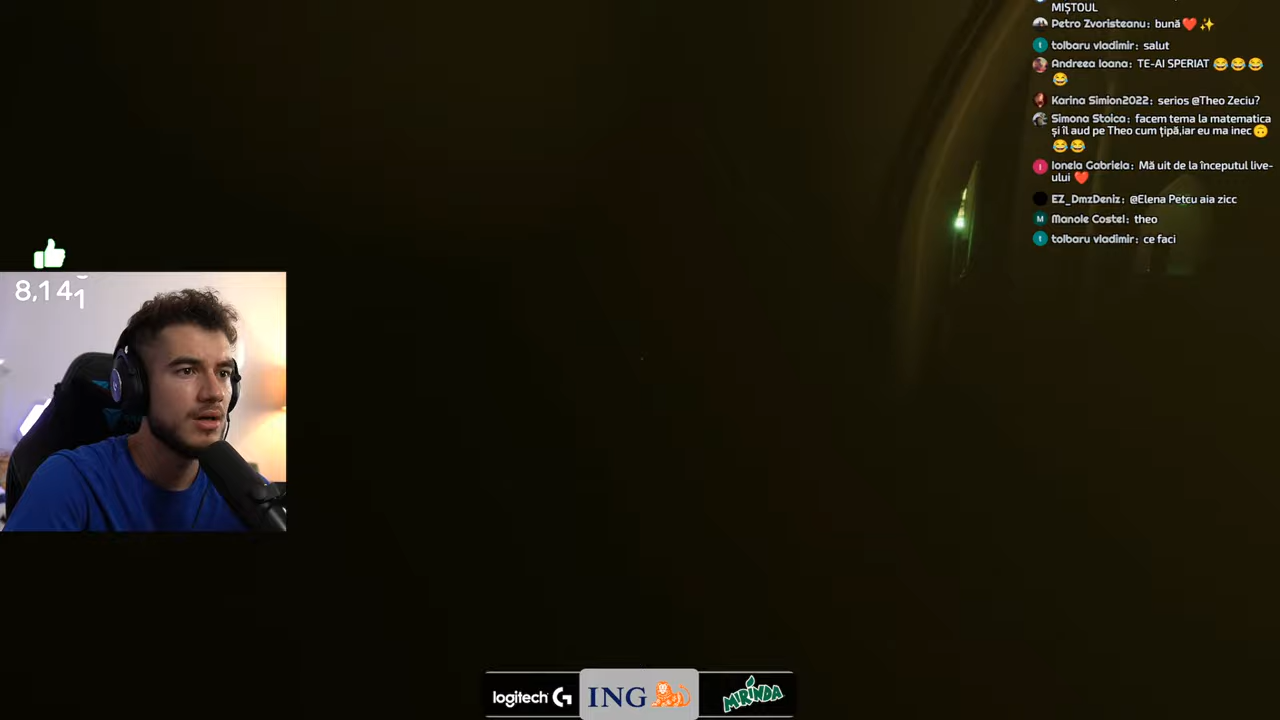 MIȘTOUL
Petro Zvoristeanu: bună❤️✨
t tolbaru vladimir: salut
Andreea Ioana: TE-AI SPERIAT 😂😂😂
😂
Karina Simion2022: serios @Theo Zeciu?
Simona Stoica: facem tema la matematica
și îl aud pe Theo cum țipă,iar eu ma inec🙃
😂😂
I Ionela Gabriela: Mă uit de la începutul live-
ului ❤️
EZ_DmzDeniz: @Elena Petcu aia zicc
M Manole Costel: theo
t tolbaru vladimir: ce faci
8,141
logitech G
ING
MIRINDA